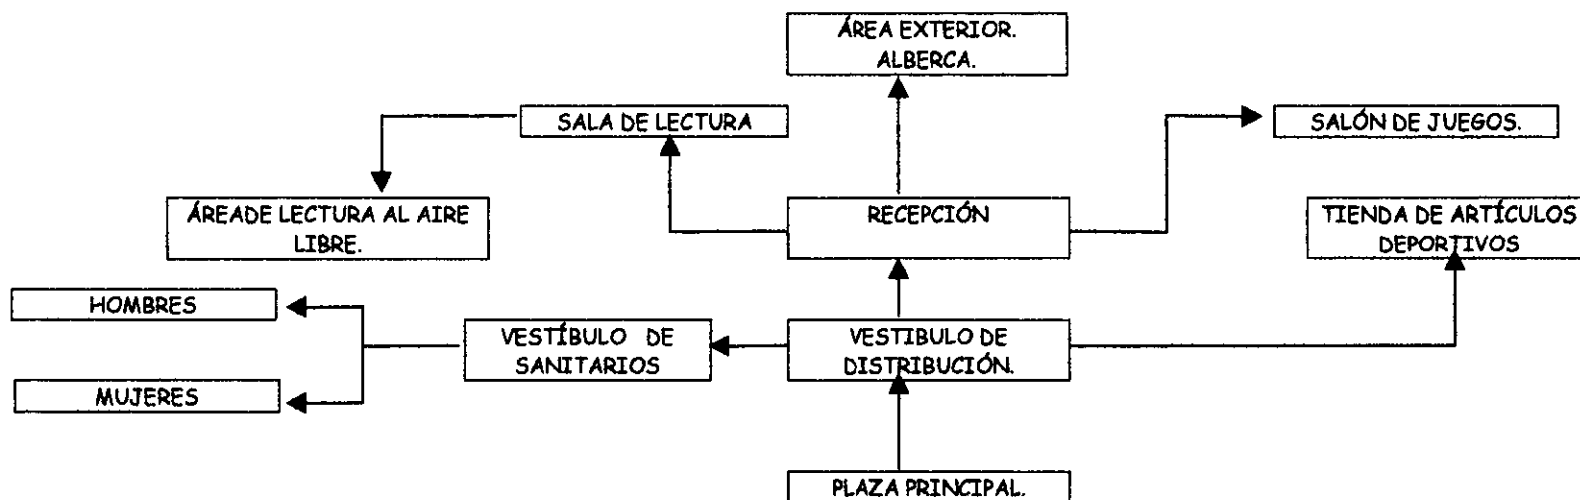 ÁREA EXTERIOR.
ALBERCA.
SALA DE LECTURA
SALÓN DE JUEGOS.
ÁREADE LECTURA AL AIRE
LIBRE.
RECEPCIÓN
TIENDA DE ARTÍCULOS
DEPORTIVOS
HOMBRES
VESTÍBULO DE
SANITARIOS
VESTIBULO DE
DISTRIBUCIÓN.
MUJERES
PLAZA PRINCIPAL.